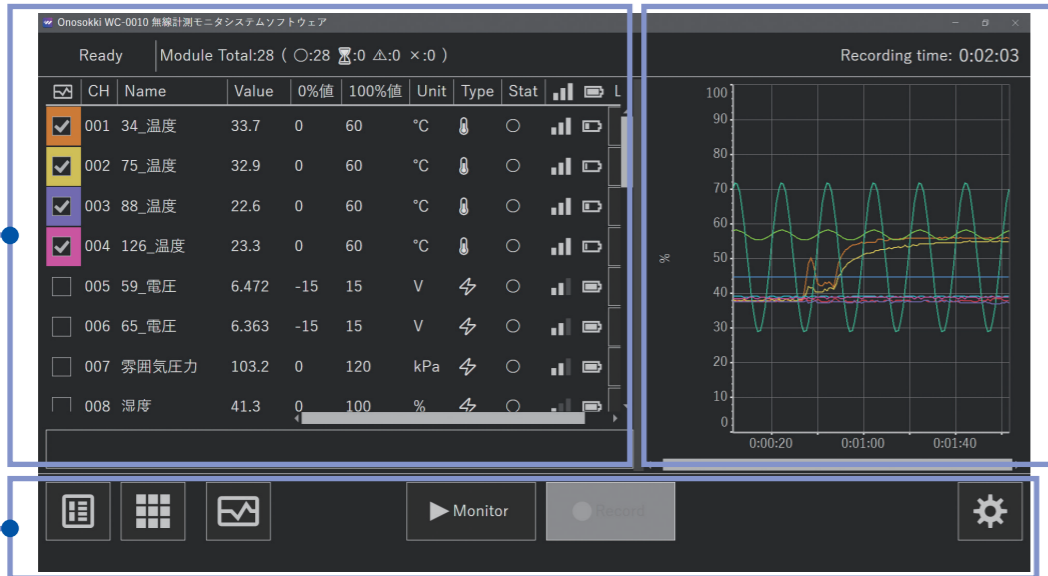 Onosokki WC-0010 無線計測モニタシステムソフトウェア
Ready Module Total:28 ( ○:28 ⌛:0 ⚠:0 ×:0 )
Recording time: 0:02:03
CH Name Value 0%値 100%値 Unit Type Stat L
001 34_温度 33.7 0 60 °C ○
002 75_温度 32.9 0 60 °C ○
003 88_温度 22.6 0 60 °C ○
004 126_温度 23.3 0 60 °C ○
005 59_電圧 6.472 -15 15 V ○
006 65_電圧 6.363 -15 15 V ○
007 雰囲気圧力 103.2 0 120 kPa ○
008 湿度 41.3 0 100 % ○
100
90
80
70
60
50
40
30
20
10
0
%
0:00:20 0:01:00 0:01:40
Monitor Record